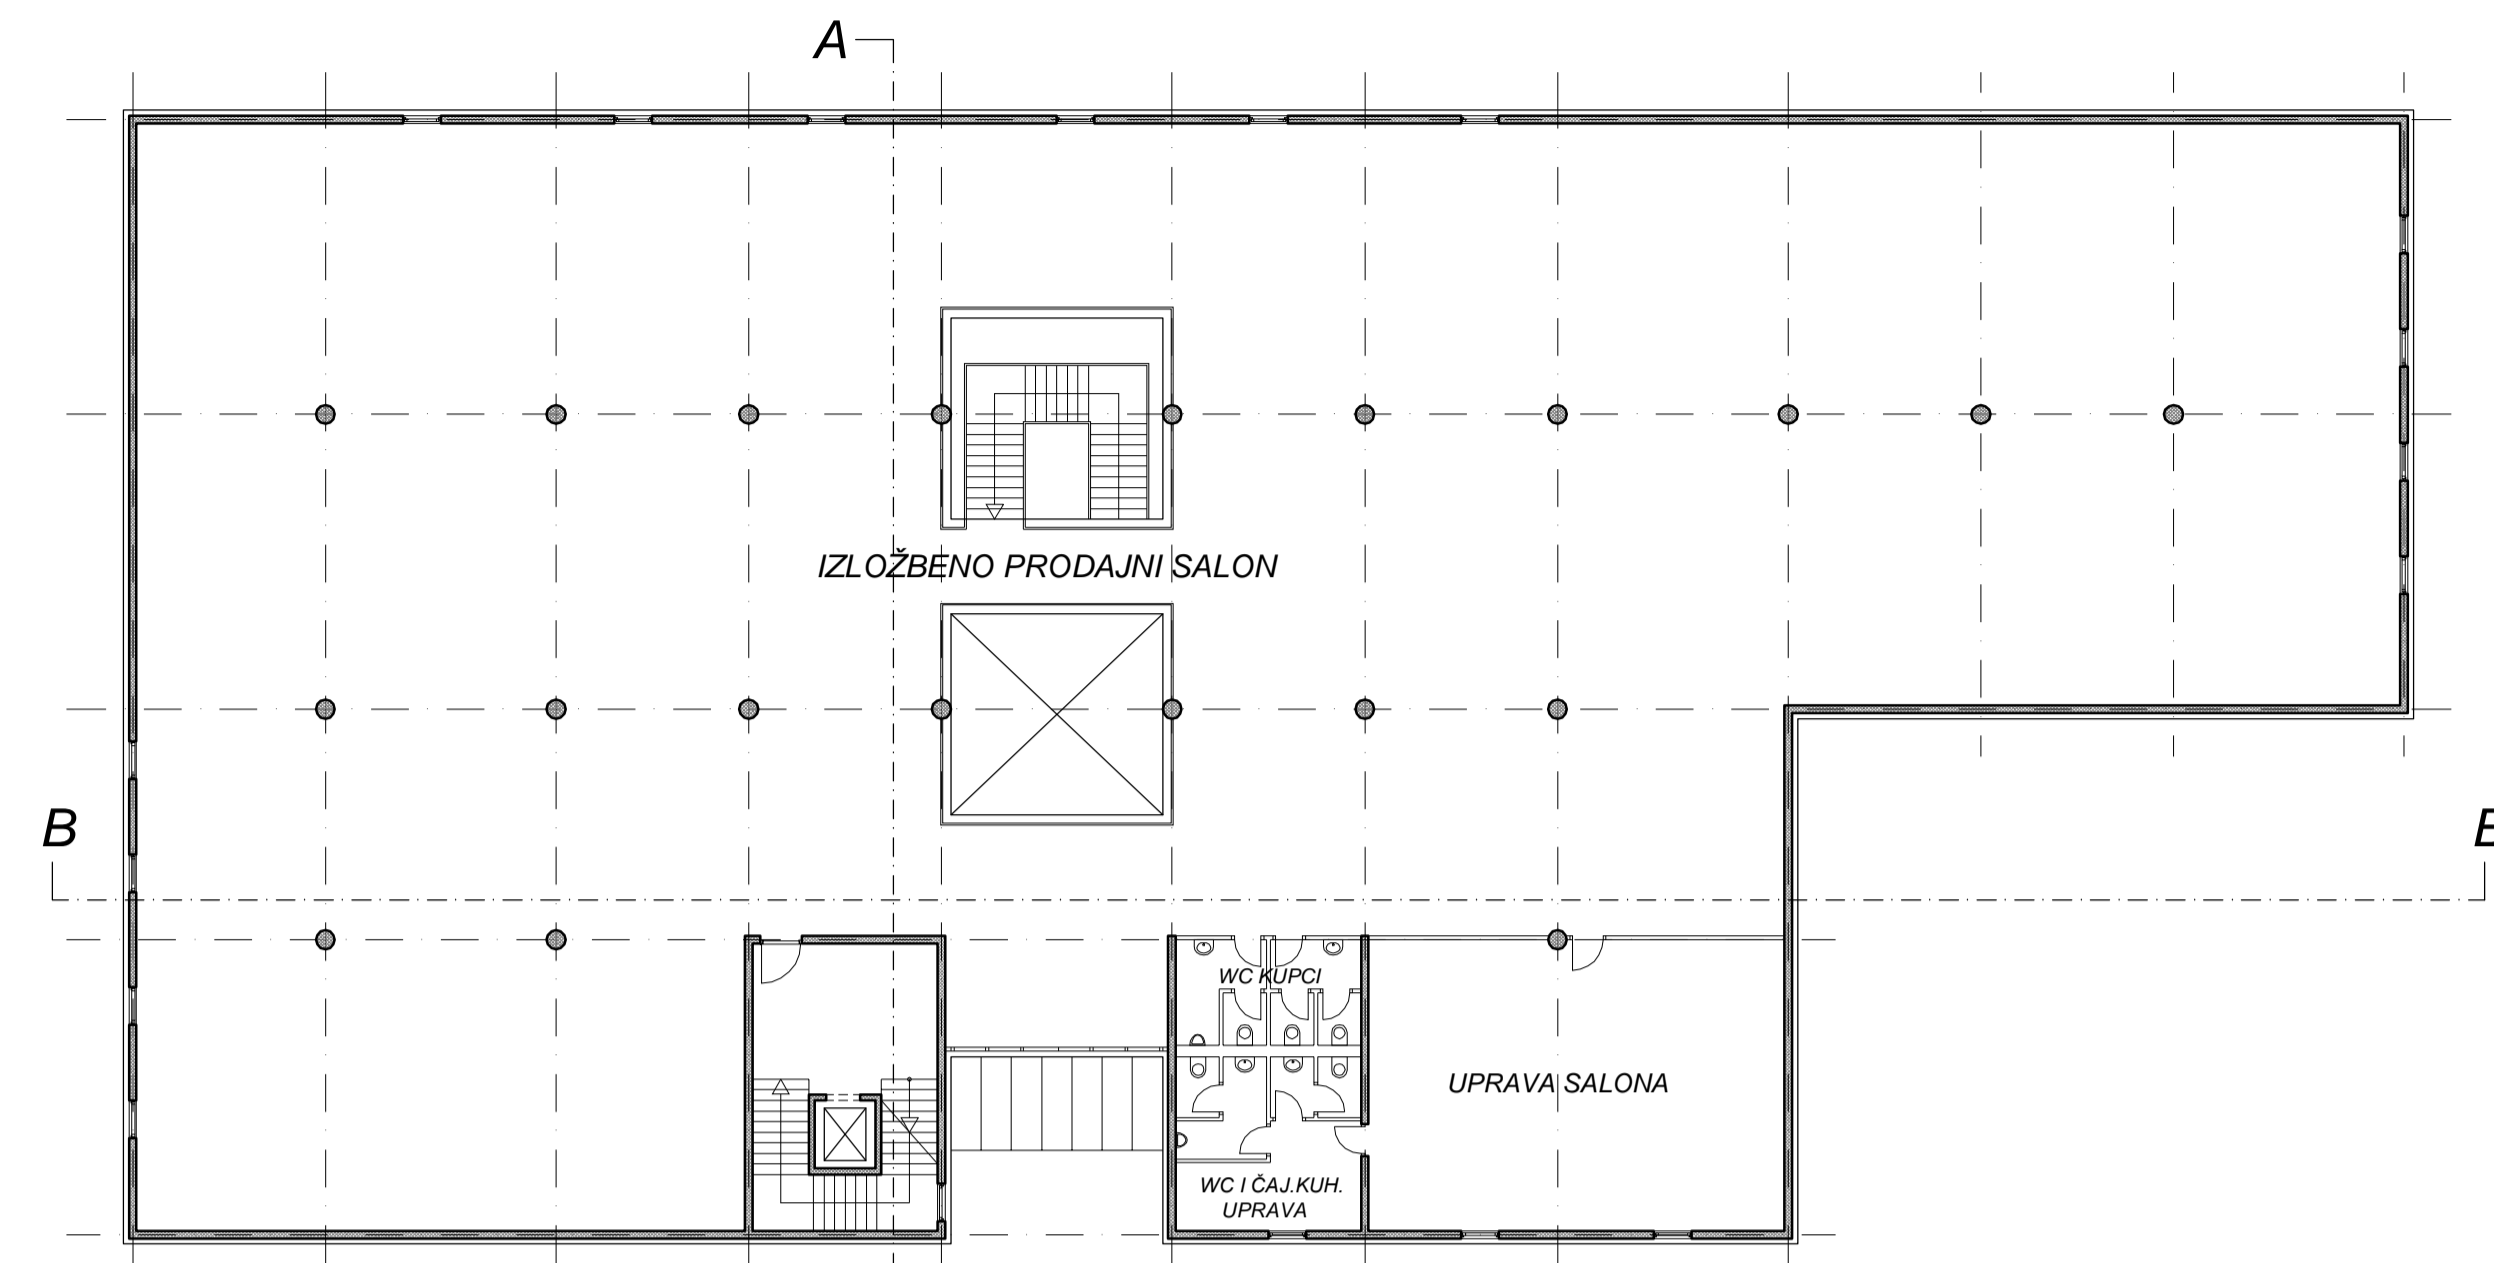 A
IZLOŽBENO PRODAJNI SALON
B
B
WC KUPCI
UPRAVA SALONA
WC I ČAJ.KUH.
UPRAVA